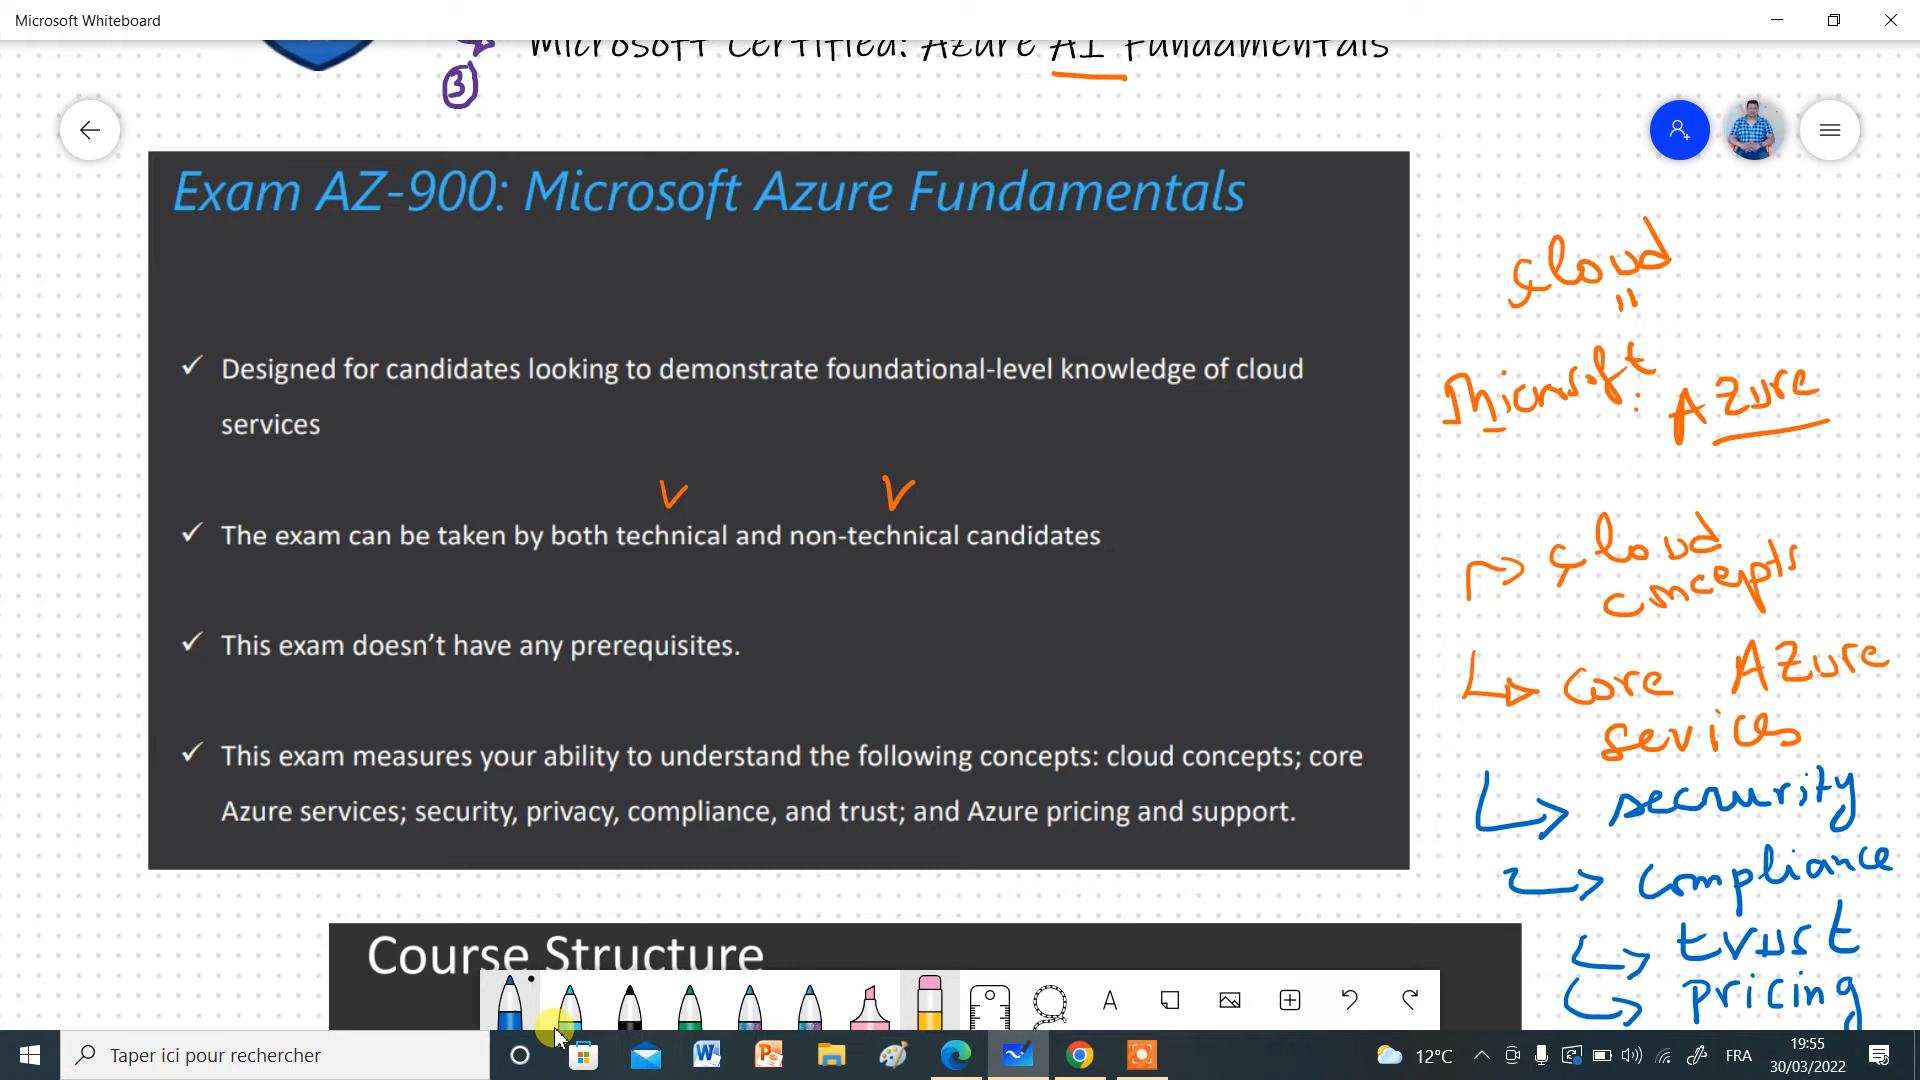 Microsoft Whiteboard
Microsoft Certified: Azure AI Fundamentals
3
Exam AZ-900: Microsoft Azure Fundamentals
Designed for candidates looking to demonstrate foundational-level knowledge of cloud
services
The exam can be taken by both technical and non-technical candidates
This exam doesn't have any prerequisites.
This exam measures your ability to understand the following concepts: cloud concepts; core
Azure services; security, privacy, compliance, and trust; and Azure pricing and support.
cloud
Microsoft Azure
cloud
concepts
core Azure
sevices
secrurity
compliance
trust
pricing
Course Structure
A
Taper ici pour rechercher
12°C
FRA
19:55
30/03/2022